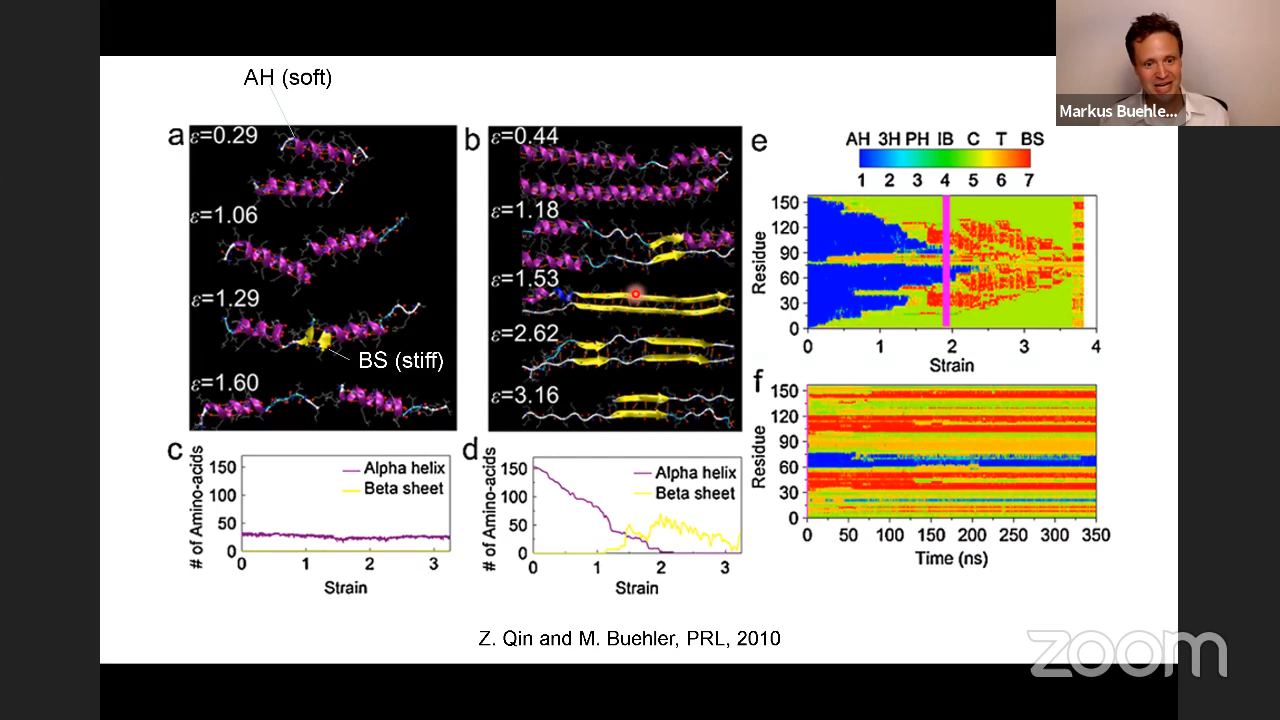 AH (soft)
Markus Buehle...
a
ε=0.29
ε=1.06
ε=1.29
BS (stiff)
ε=1.60
b
ε=0.44
ε=1.18
ε=1.53
ε=2.62
ε=3.16
c
# of Amino-acids
150
100
50
0
Alpha helix
Beta sheet
0 1 2 3
Strain
d
# of Amino-acids
150
100
50
0
Alpha helix
Beta sheet
0 1 2 3
Strain
e
AH 3H PH IB C T BS
1 2 3 4 5 6 7
Residue
150
120
90
60
30
0
0 1 2 3 4
Strain
f
Residue
150
120
90
60
30
0
0 50 100 150 200 250 300 350
Time (ns)
Z. Qin and M. Buehler, PRL, 2010
zoom